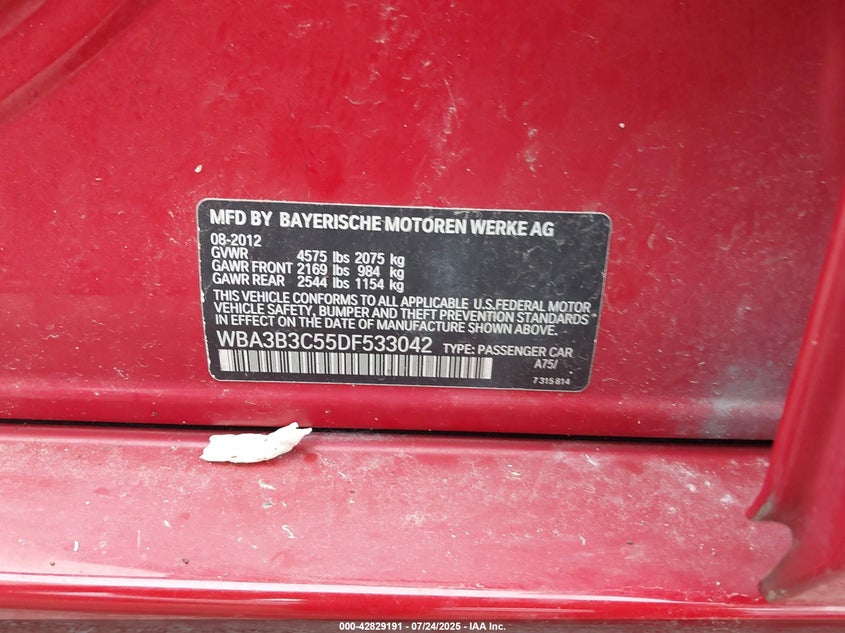 MFD BY BAYERISCHE MOTOREN WERKE AG
08-2012
GVWR 4575 lbs 2075 kg
GAWR FRONT 2169 lbs 984 kg
GAWR REAR 2544 lbs 1154 kg
THIS VEHICLE CONFORMS TO ALL APPLICABLE U.S.FEDERAL MOTOR
VEHICLE SAFETY, BUMPER AND THEFT PREVENTION STANDARDS
IN EFFECT ON THE DATE OF MANUFACTURE SHOWN ABOVE.
WBA3B3C55DF533042 TYPE: PASSENGER CAR
A75/
7315814
000-42829191 - 07/24/2025 - IAA Inc.